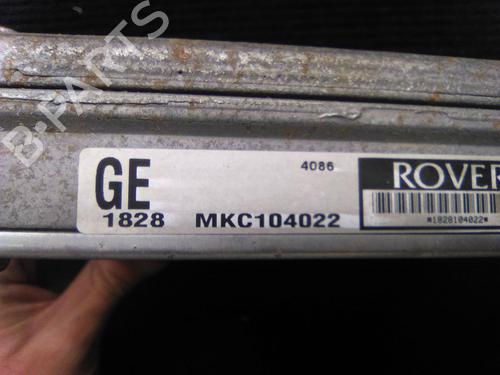 B-PARTS
GE
4086
ROVER
1828 MKC104022
*1828104022*